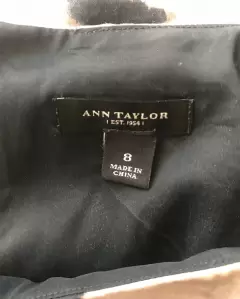 ANN TAYLOR
EST. 1954
8
MADE IN
CHINA